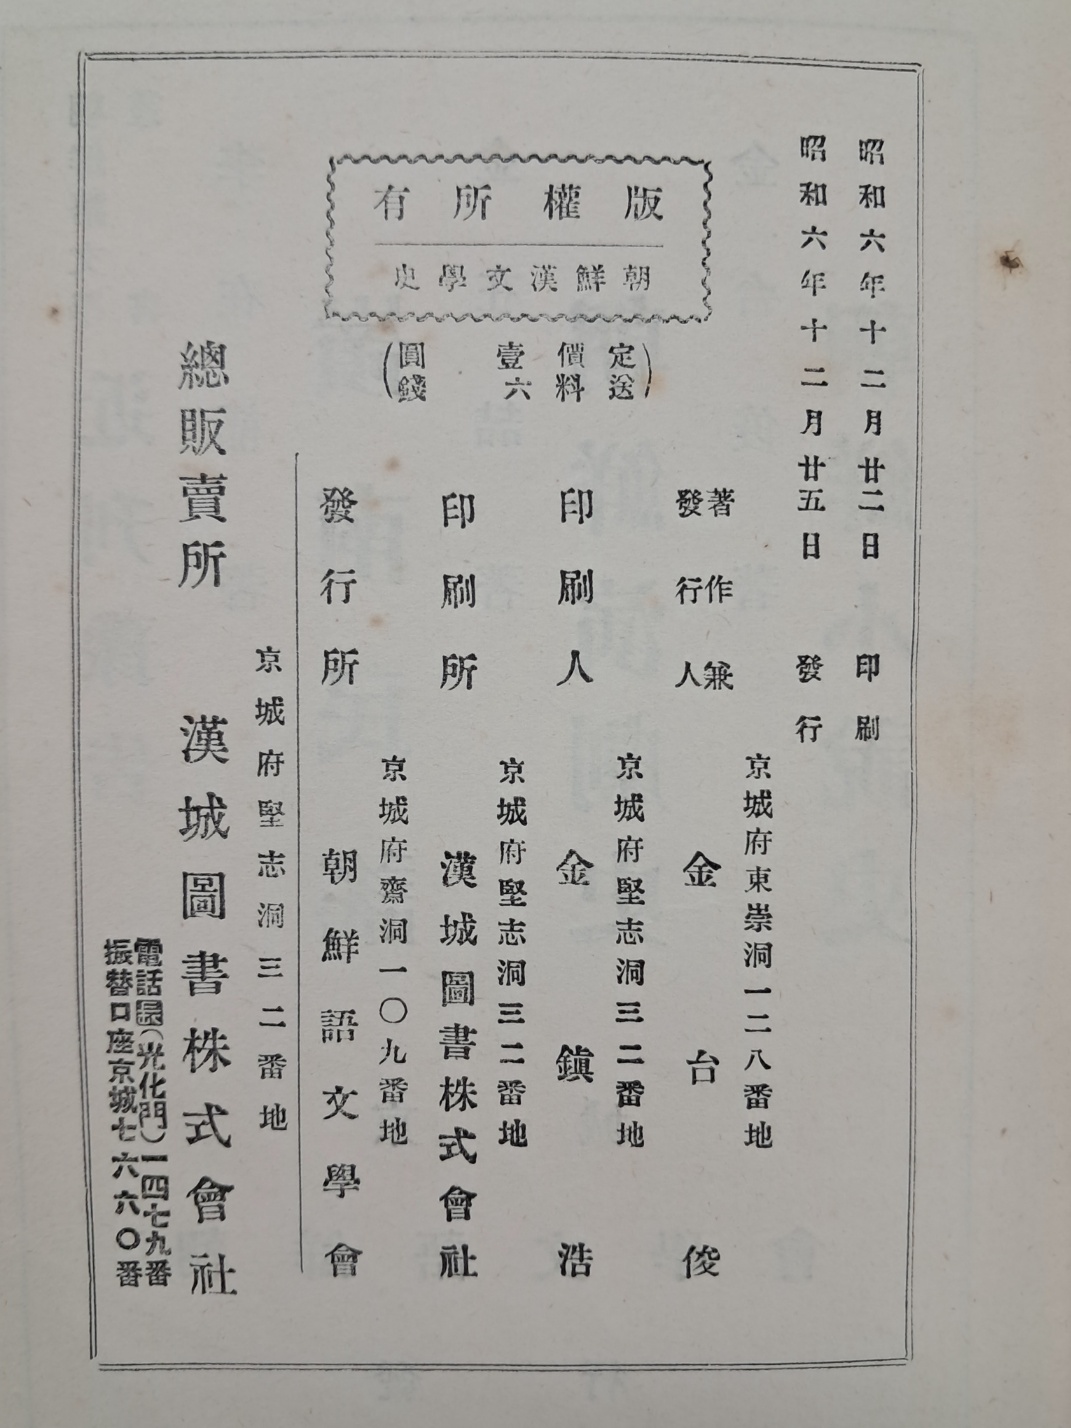 昭和六年十二月廿二日 印刷
昭和六年十二月廿五日 發行
版權所有
朝鮮漢文學史
(定價 壹圓
送料 六錢)
京城府東崇洞一二八番地
著作兼
發行人
金台俊
京城府堅志洞三二番地
印刷人 金鎭浩
京城府堅志洞三二番地
印刷所 漢城圖書株式會社
京城府齋洞一〇九番地
發行所 朝鮮語文學會
京城府堅志洞三二番地
總販賣所 漢城圖書株式會社
電話(光化門)一四七九番
振替口座京城七六六〇番